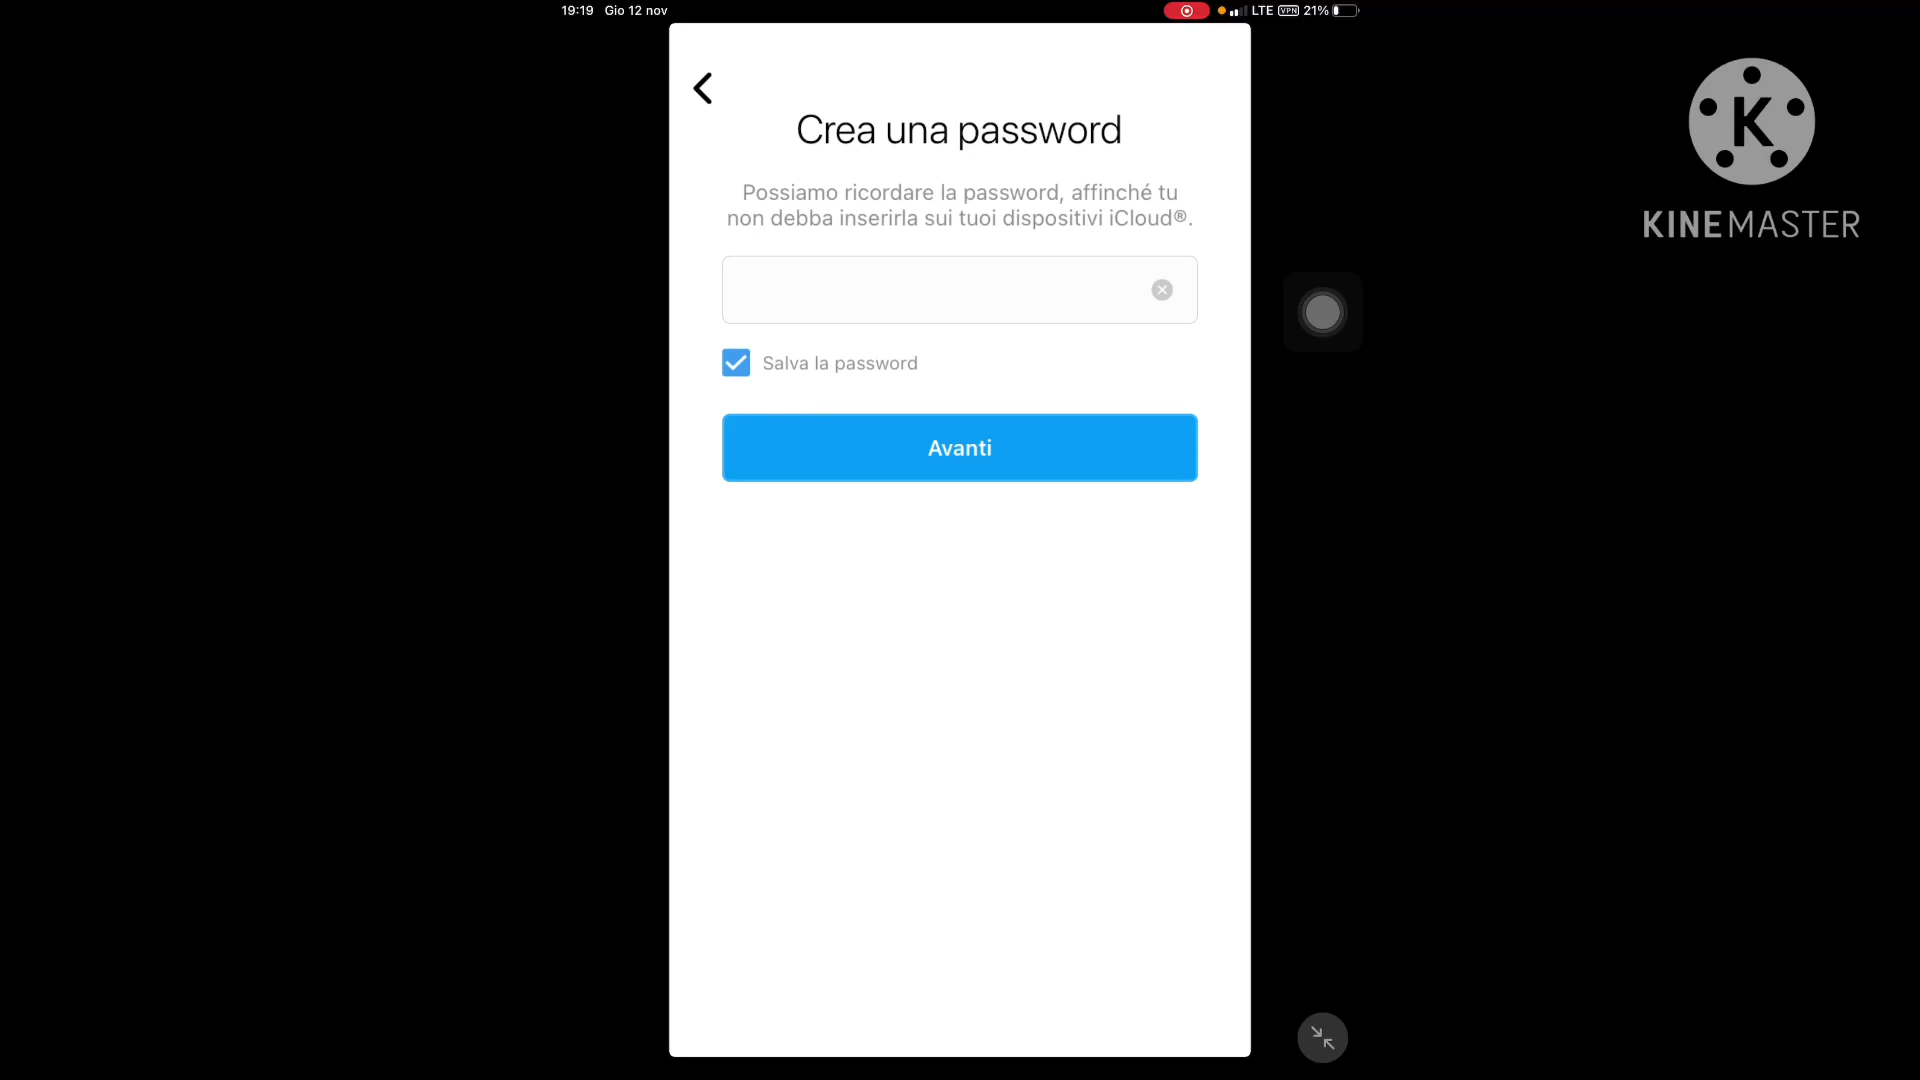 19:19 Gio 12 nov
LTE VPN 21%
K
KINEMASTER
Crea una password
Possiamo ricordare la password, affinché tu
non debba inserirla sui tuoi dispositivi iCloud®.
Salva la password
Avanti